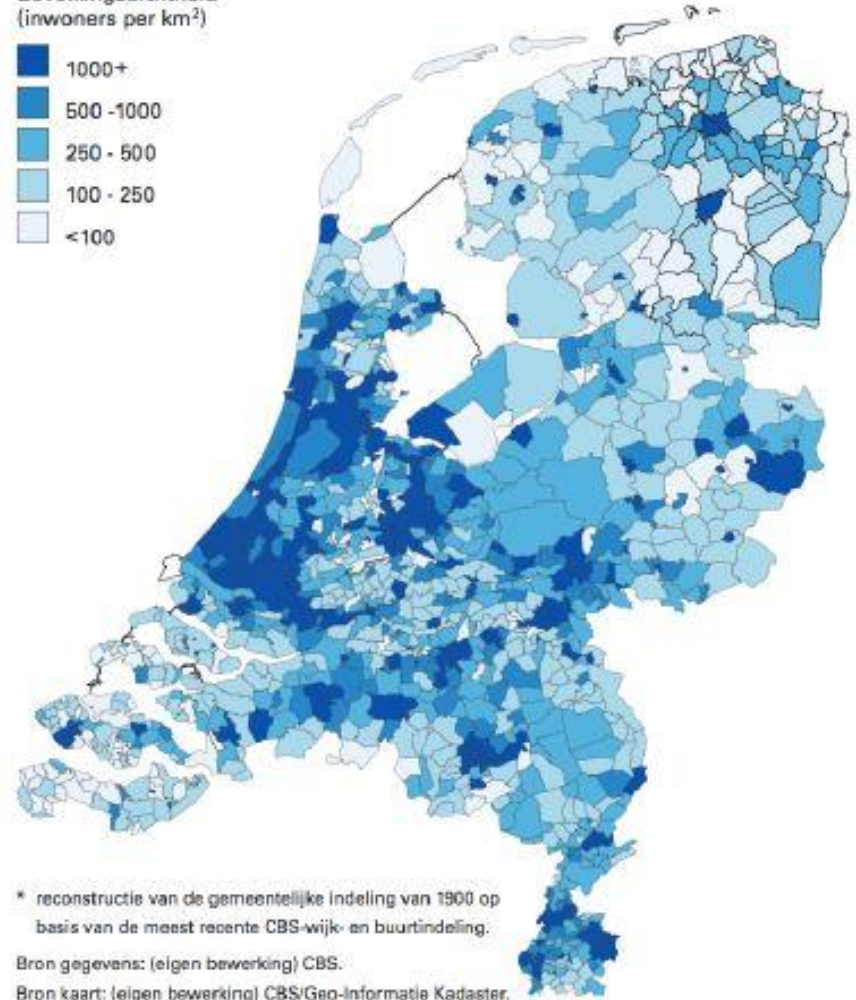 (inwoners per km²)
1000+
500 -1000
250 - 500
100 - 250
<100
* reconstructie van de gemeentelijke indeling van 1900 op
basis van de meest recente CBS-wijk- en buurtindeling.
Bron gegevens: (eigen bewerking) CBS.
Bron kaart: (eigen bewerking) CBS/Geo-Informatie Kadaster.